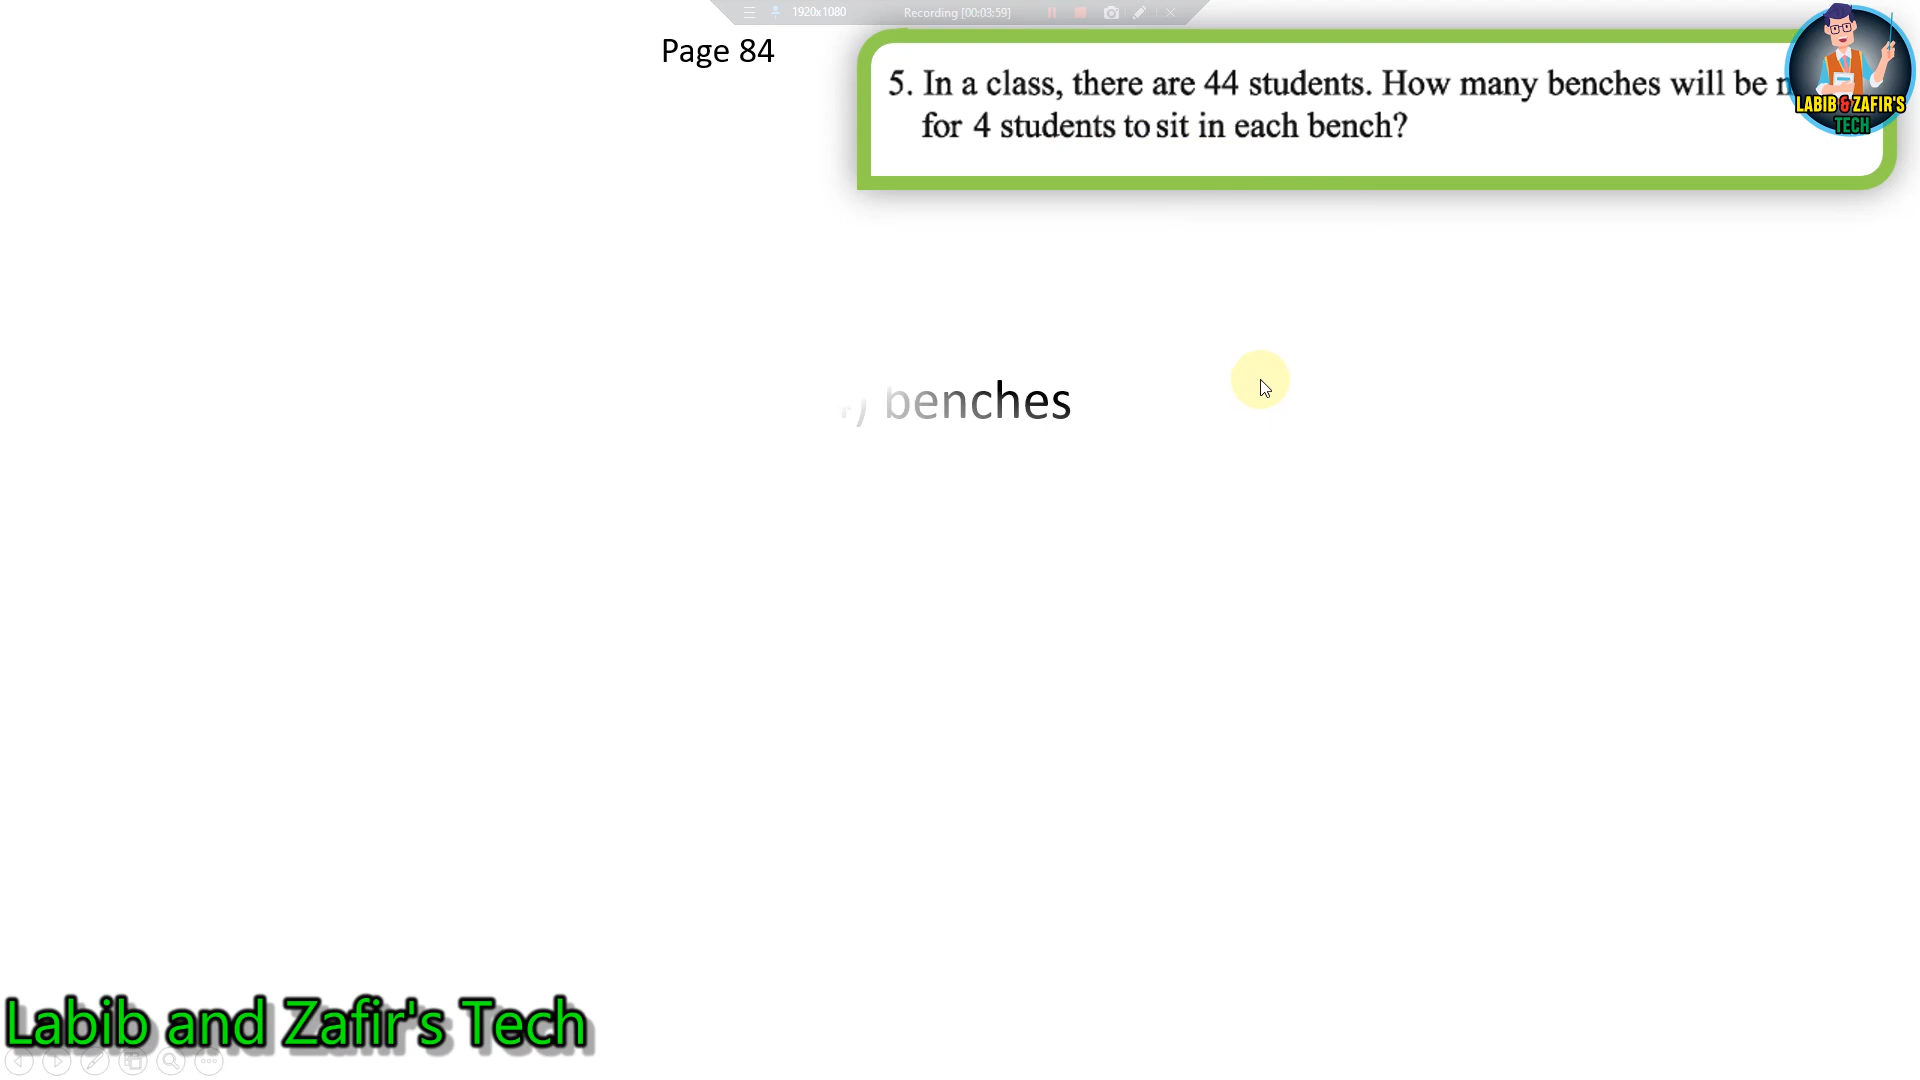 1920x1080
Recording [00:03:59]
Page 84
5. In a class, there are 44 students. How many benches will be
for 4 students to sit in each bench?
LABIB & ZAFIR'S
TECH
) benches
Labib and Zafir's Tech